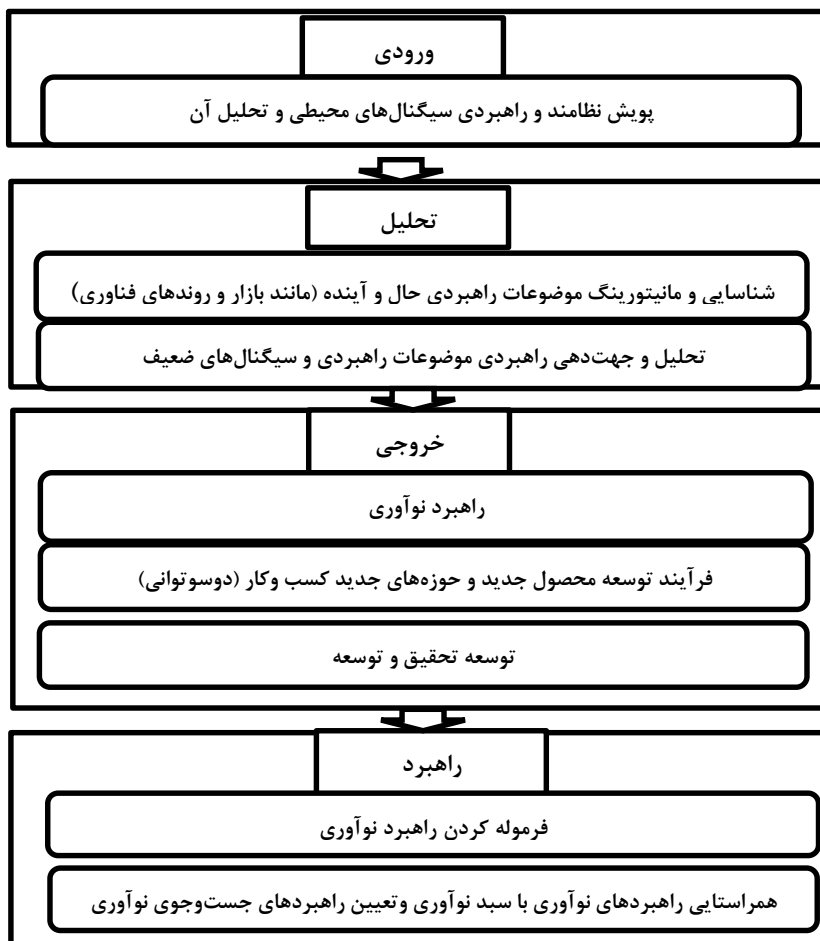 ورودی
پویش نظامند و راهبردی سیگنال‌های محیطی و تحلیل آن
تحلیل
شناسایی و مانیتورینگ موضوعات راهبردی حال و آینده (مانند بازار و روندهای فناوری)
تحلیل و جهت‌دهی راهبردی موضوعات راهبردی و سیگنال‌های ضعیف
خروجی
راهبرد نوآوری
فرآیند توسعه محصول جدید و حوزه‌های جدید کسب وکار (دوسوتوانی)
توسعه تحقیق و توسعه
راهبرد
فرموله کردن راهبرد نوآوری
همراستایی راهبردهای نوآوری با سبد نوآوری وتعیین راهبردهای جست‌وجوی نوآوری